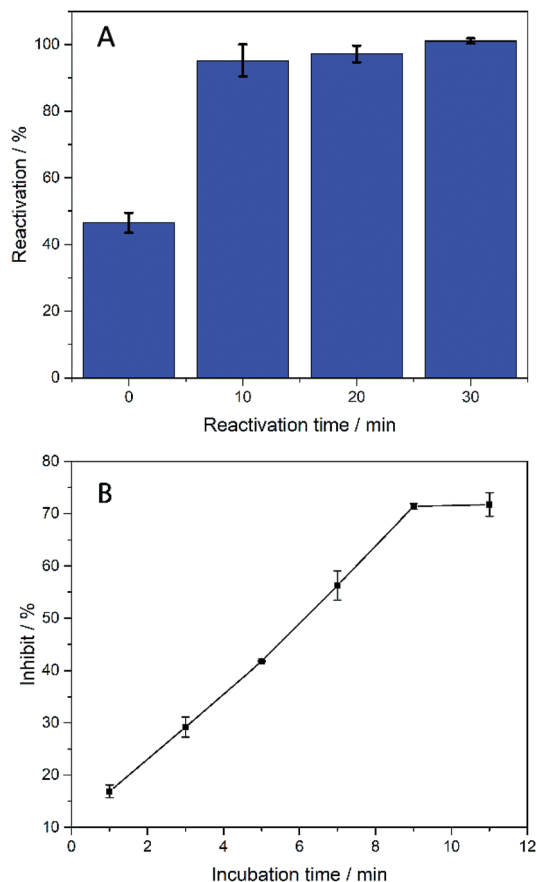 A
100
80
60
40
20
0
Reactivation / %
0 10 20 30
Reactivation time / min
B
80
70
60
50
40
30
20
10
Inhibit / %
0 2 4 6 8 10 12
Incubation time / min